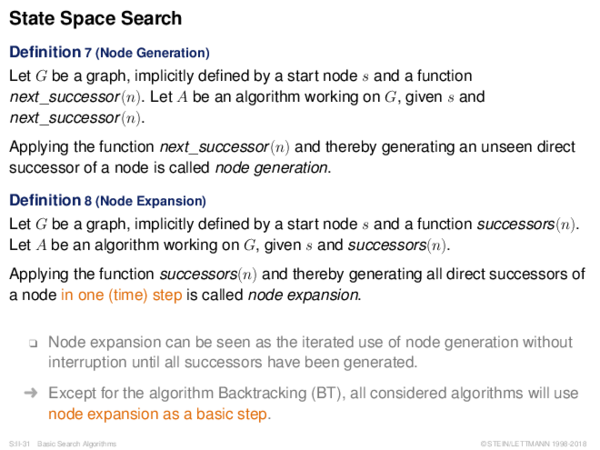 State Space Search
Definition 7 (Node Generation)
Let G be a graph, implicitly defined by a start node s and a function
next_successor(n). Let A be an algorithm working on G, given s and
next_successor(n).
Applying the function next_successor(n) and thereby generating an unseen direct
successor of a node is called node generation.
Definition 8 (Node Expansion)
Let G be a graph, implicitly defined by a start node s and a function successors(n).
Let A be an algorithm working on G, given s and successors(n).
Applying the function successors(n) and thereby generating all direct successors of
a node in one (time) step is called node expansion.
❏ Node expansion can be seen as the iterated use of node generation without
interruption until all successors have been generated.
➜ Except for the algorithm Backtracking (BT), all considered algorithms will use
node expansion as a basic step.
S:II-31 Basic Search Algorithms © STEIN/LETTMANN 1998-2018